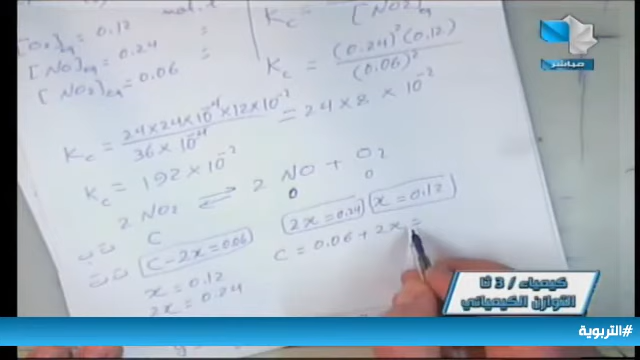 [O₂]eq = 0.12
[NO]eq = 0.24
[NO₂]eq = 0.06
[NO₂]eq
Kc = (0.24)²(0.12) / (0.06)²
Kc = 24×24×10⁻⁴×12×10⁻² / 36×10⁻⁴ = 24×8×10⁻²
Kc = 192×10⁻²
2NO₂ ⇌ 2NO + O₂
C 0 0
C-2x=0.06 2x=0.24 x=0.12
x=0.12
2x=0.24
C = 0.06 + 2x =
مباشر
كيمياء / 3 ثا
التوازن الكيميائي
#التربوية